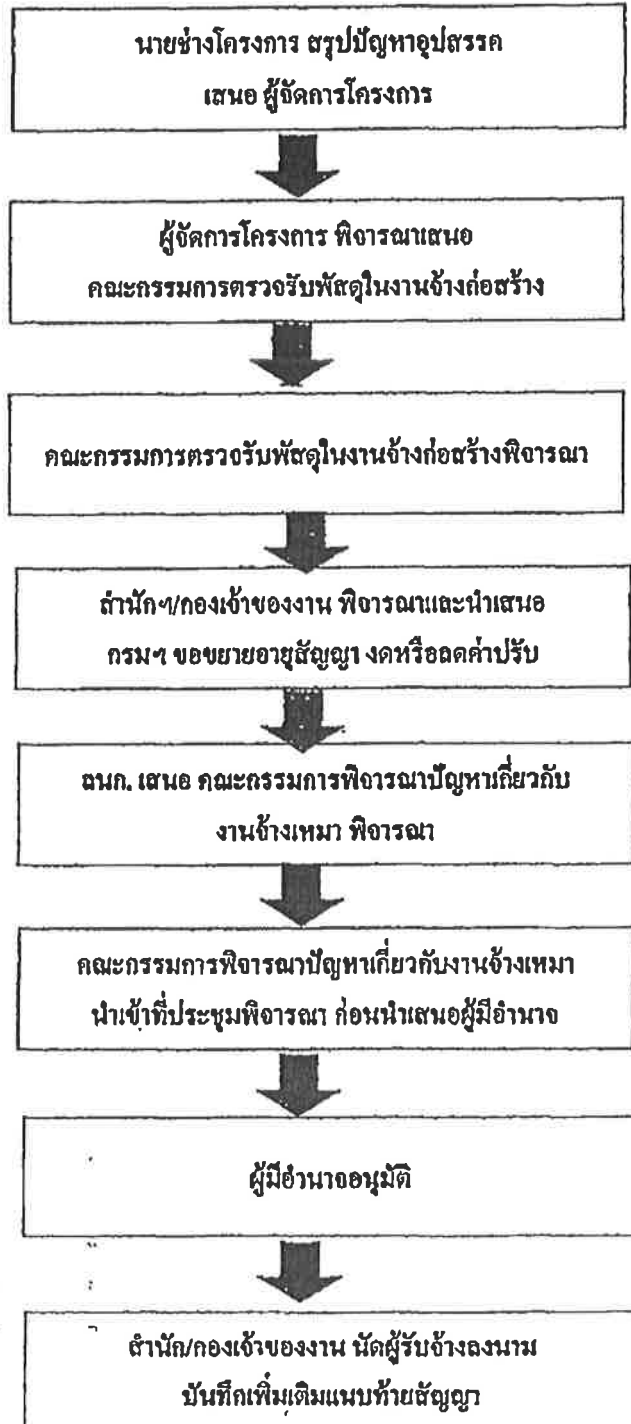 นายช่างโครงการ สรุปปัญหาอุปสรรค
เสนอ ผู้จัดการโครงการ
ผู้จัดการโครงการ พิจารณาเสนอ
คณะกรรมการตรวจรับพัสดุในงานจ้างก่อสร้าง
คณะกรรมการตรวจรับพัสดุในงานจ้างก่อสร้างพิจารณา
สำนักฯ/กองเจ้าของงาน พิจารณาและนำเสนอ
กรมฯ ขอขยายอายุสัญญา งดหรือลดค่าปรับ
ลนก. เสนอ คณะกรรมการพิจารณาปัญหาเกี่ยวกับ
งานจ้างเหมา พิจารณา
คณะกรรมการพิจารณาปัญหาเกี่ยวกับงานจ้างเหมา
นำเข้าที่ประชุมพิจารณา ก่อนนำเสนอผู้มีอำนาจ
ผู้มีอำนาจอนุมัติ
สำนัก/กองเจ้าของงาน นัดผู้รับจ้างลงนาม
บันทึกเพิ่มเติมแนบท้ายสัญญา